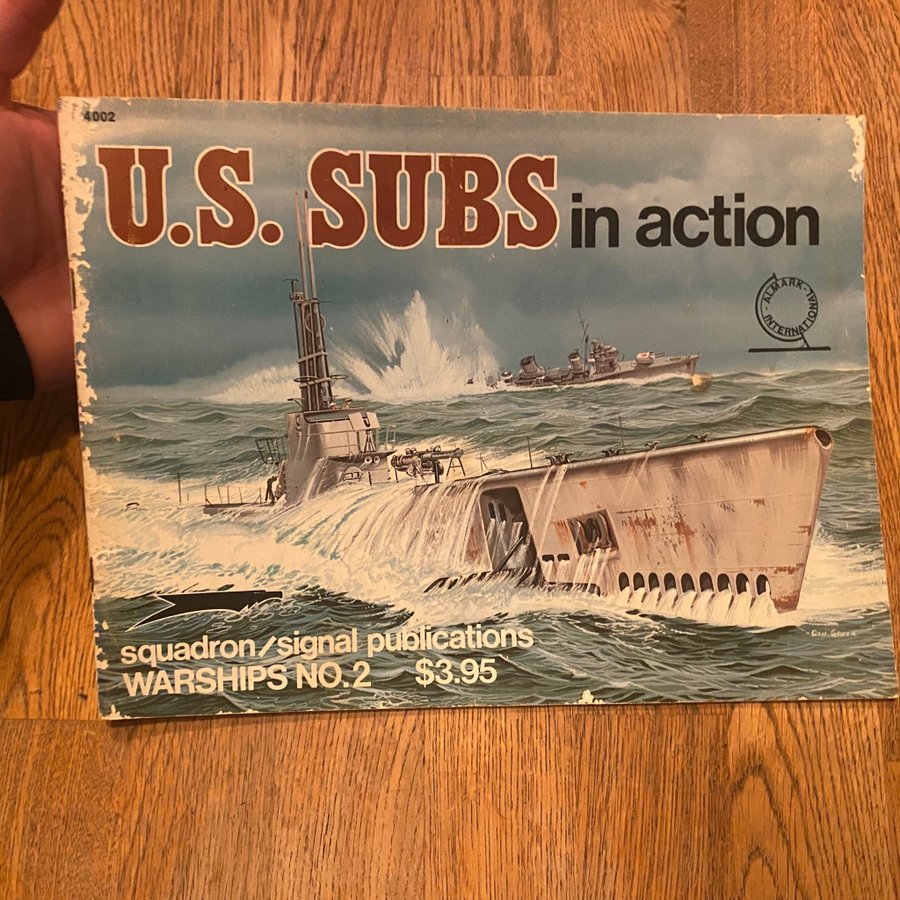 4002
U.S. SUBS in action
ALMARK-
INTERNATIONAL
squadron/signal publications
WARSHIPS NO. 2 $3.95